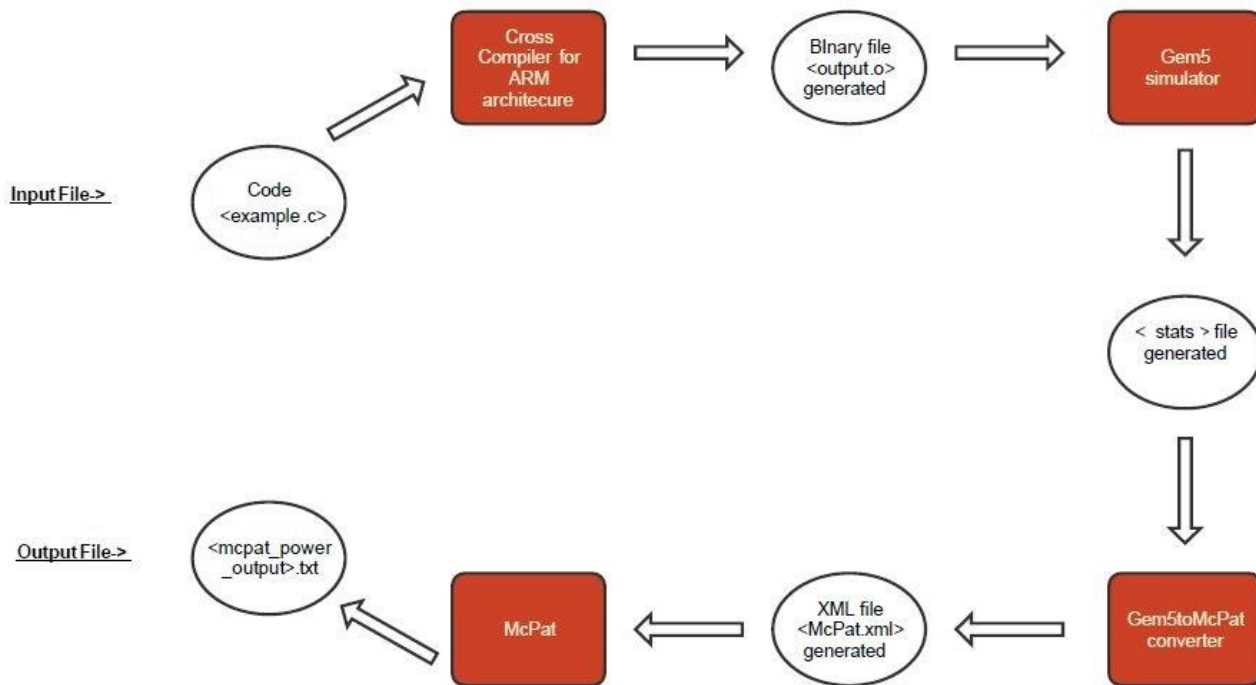 Cross
Compiler for
ARM
architecure
BInary file
<output.o>
generated
Gem5
simulator
Input File->
Code
<example.c>
< stats > file
generated
Output File->
<mcpat_power
_output>.txt
McPat
XML file
<McPat.xml>
generated
Gem5toMcPat
converter